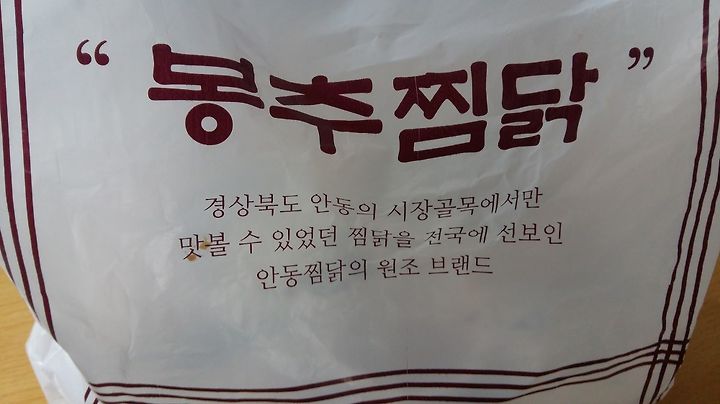 “봉추찜닭”
경상북도 안동의 시장골목에서만
맛볼 수 있었던 찜닭을 전국에 선보인
안동찜닭의 원조 브랜드